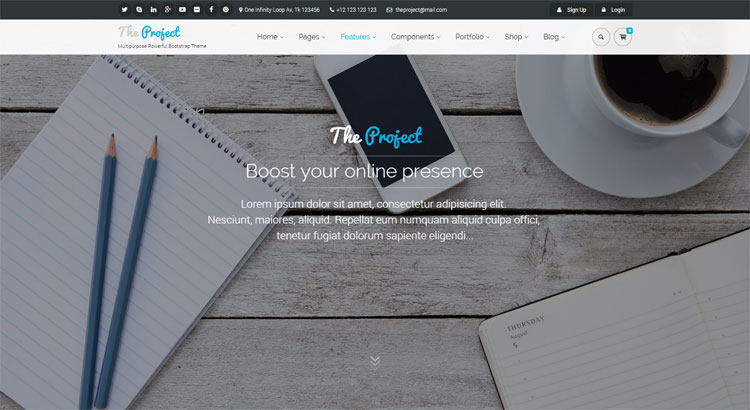 One Infinity Loop Av, Tk 123456 +12 123 123 123 theproject@mail.com Sign Up Login
The Project
Multipurpose Powerful Bootstrap Theme
Home Pages Features Components Portfolio Shop Blog
The Project
Boost your online presence
Lorem ipsum dolor sit amet, consectetur adipisicing elit.
Nesciunt, maiores, aliquid. Repellat eum numquam aliquid culpa offici,
tenetur fugiat dolorum sapiente eligendi...
THURSDAY
August